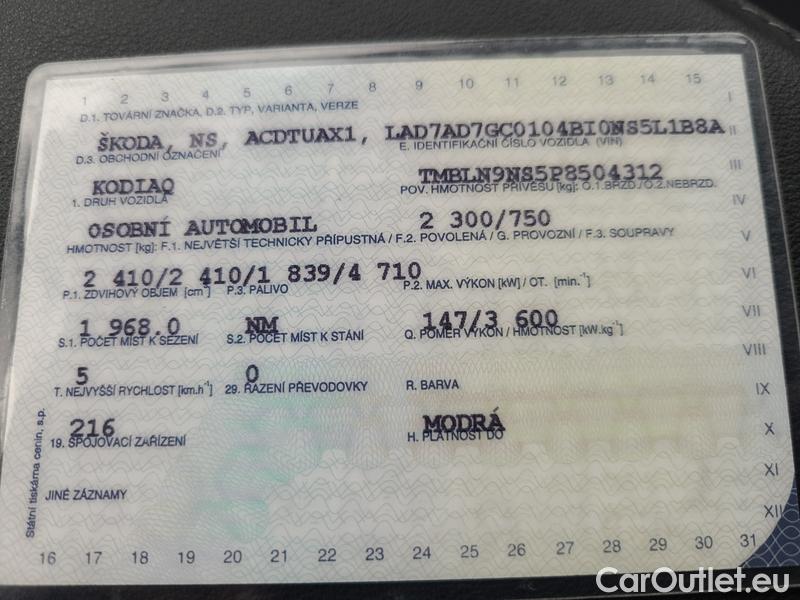 1 2 3 4 5 6 7 8 9 10 11 12 13 14 15
D.1. TOVÁRNÍ ZNAČKA, D.2. TYP, VARIANTA, VERZE
I
ŠKODA, NS, ACDTUAX1, LAD7AD7GC0104BI0NS5L1B8A
II
D.3. OBCHODNÍ OZNAČENÍ
E. IDENTIFIKAČNÍ ČÍSLO VOZIDLA (VIN)
KODIAQ
TMBLN9NS5P8504312
III
1. DRUH VOZIDLA
POV. HMOTNOST PŘÍVĚSU [kg]: O.1.BRZD./O.2.NEBRZD.
OSOBNÍ AUTOMOBIL
2 300/750
IV
HMOTNOST [kg]: F.1. NEJVĚTŠÍ TECHNICKY PŘÍPUSTNÁ / F.2. POVOLENÁ / G. PROVOZNÍ / F.3. SOUPRAVY
V
2 410/2 410/1 839/4 710
VI
P.1. ZDVIHOVÝ OBJEM [cm³]
P.3. PALIVO
P.2. MAX. VÝKON [kW] / OT. [min.⁻¹]
1 968.0
NM
147/3 600
VII
S.1. POČET MÍST K SEZENÍ
S.2. POČET MÍST K STÁNÍ
Q. POMĚR VÝKON / HMOTNOST [kW.kg⁻¹]
VIII
5
0
T. NEJVYŠŠÍ RYCHLOST [km.h⁻¹]
29. ŘAZENÍ PŘEVODOVKY
R. BARVA
IX
216
MODRÁ
X
19. SPOJOVACÍ ZAŘÍZENÍ
H. PLATNOST DO
XI
JINÉ ZÁZNAMY
XII
Státní tiskárna cenin, s.p.
16 17 18 19 20 21 22 23 24 25 26 27 28 29 30 31
CarOutlet.eu